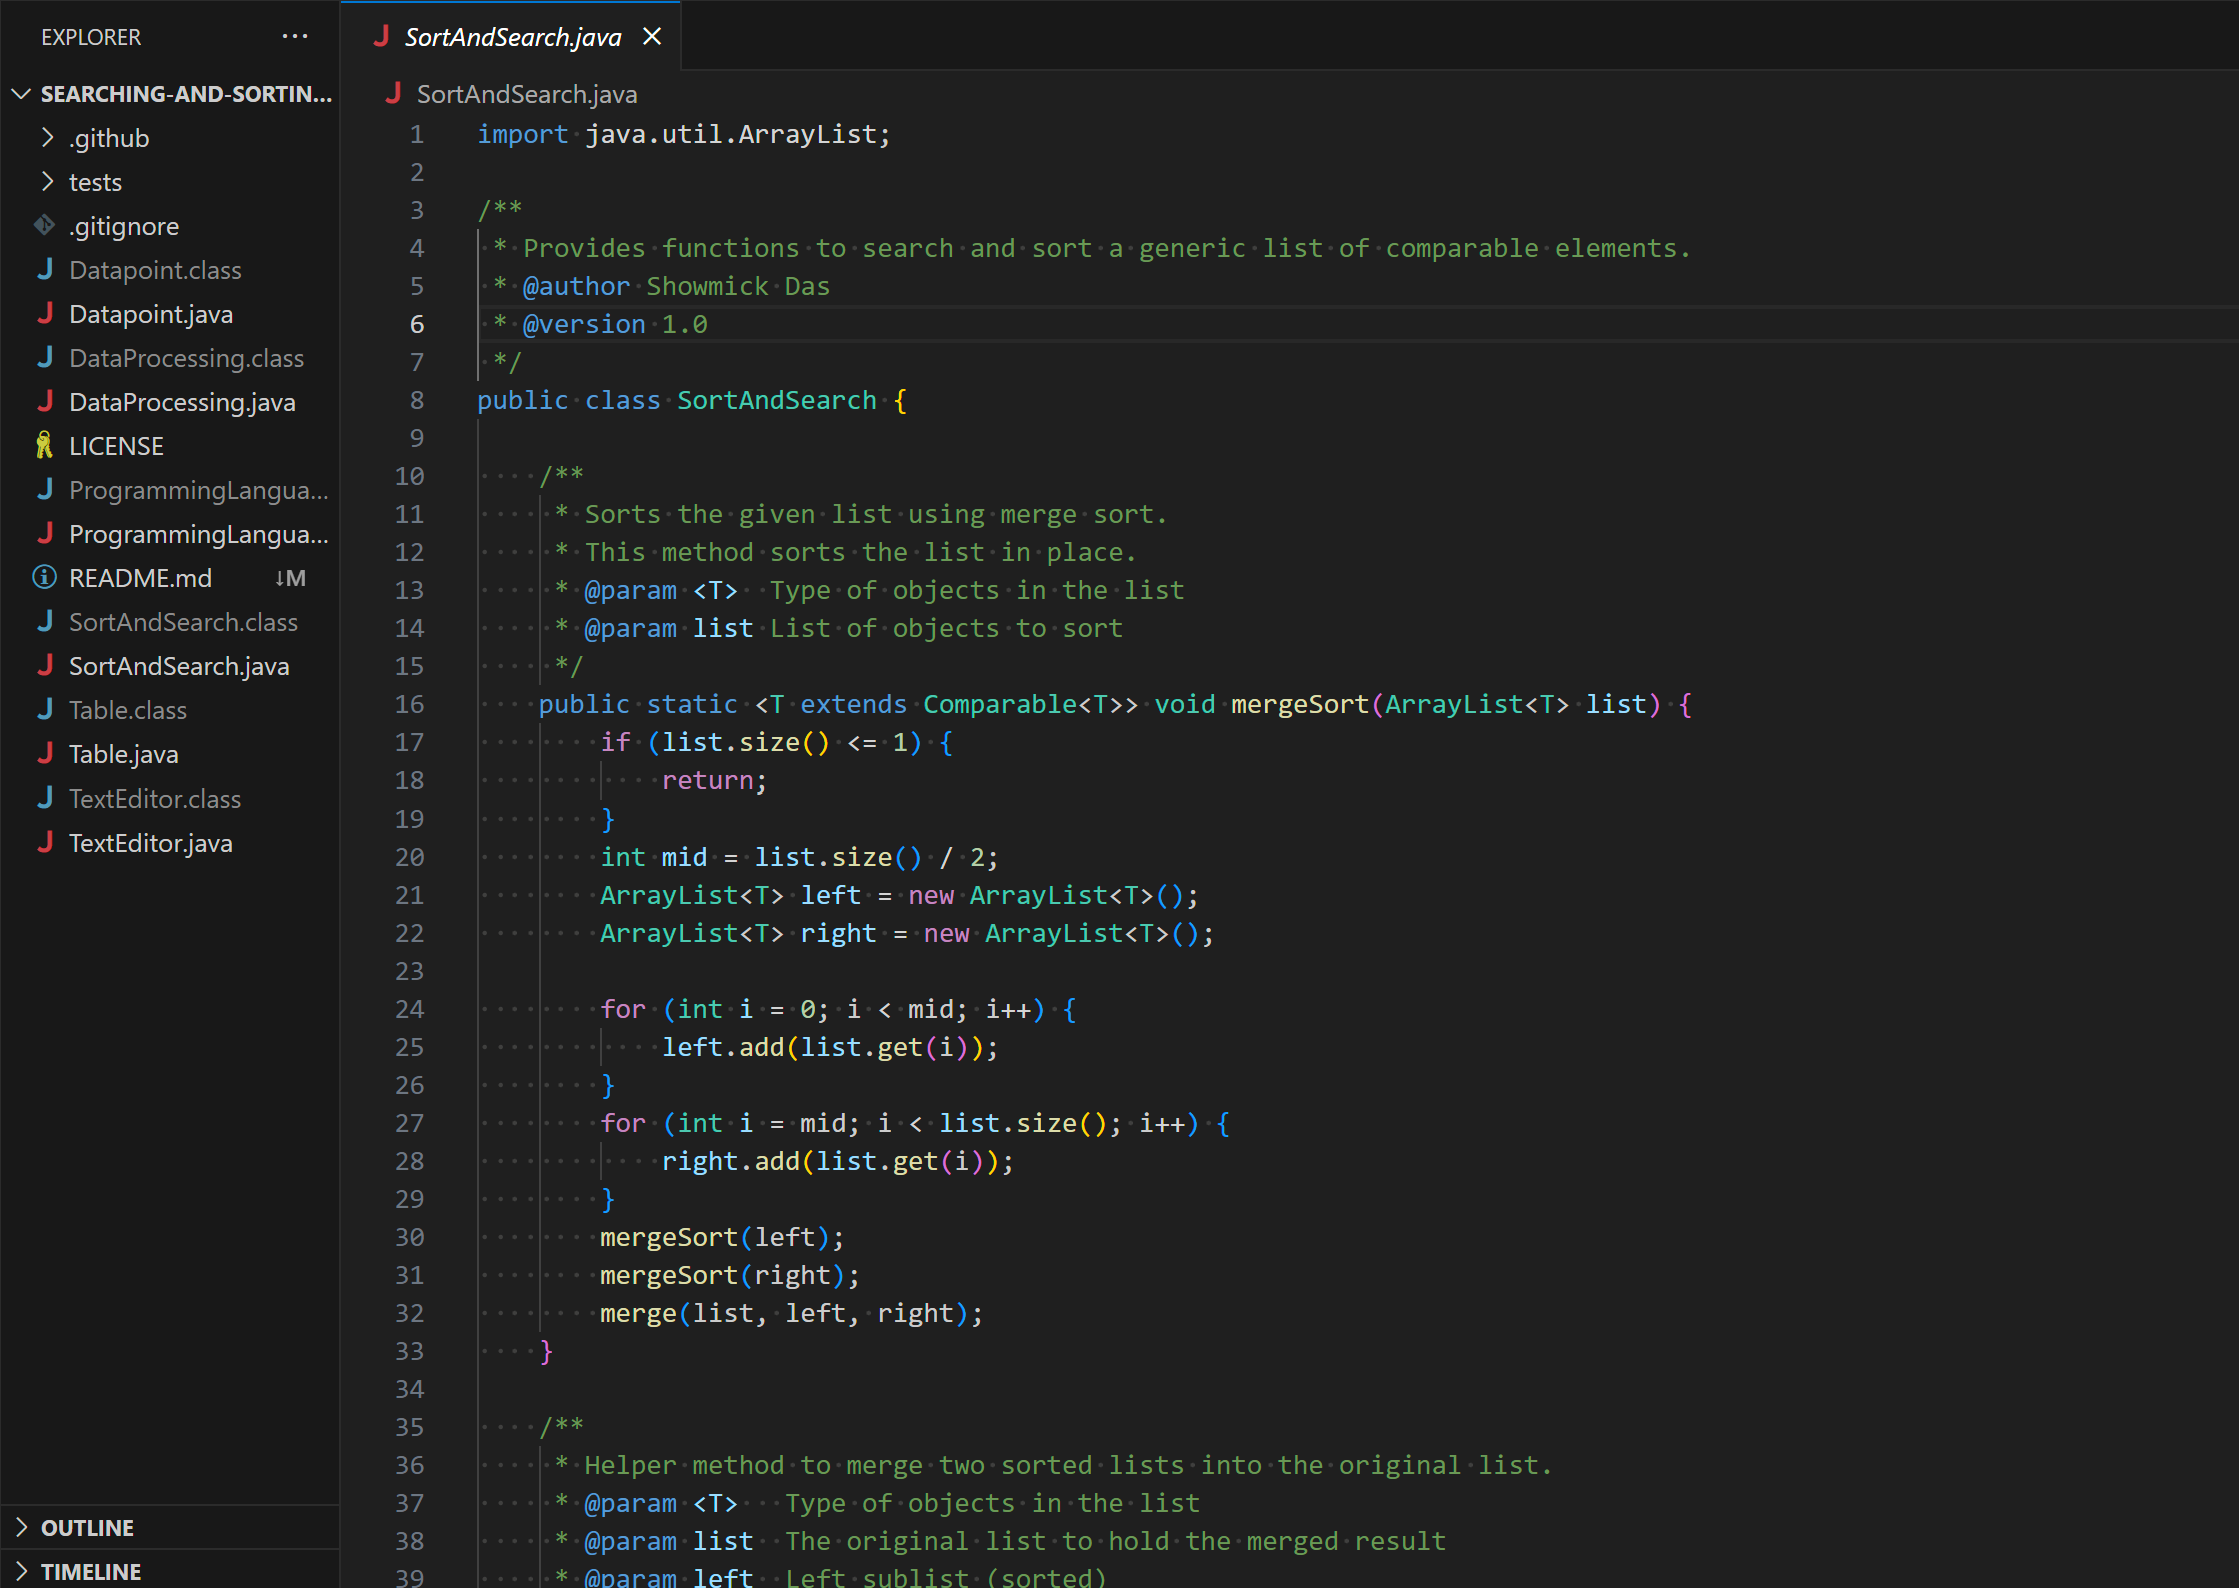 EXPLORER
SEARCHING-AND-SORTIN...
.github
tests
.gitignore
Datapoint.class
Datapoint.java
DataProcessing.class
DataProcessing.java
LICENSE
ProgrammingLangua...
ProgrammingLangua...
README.md ↓M
SortAndSearch.class
SortAndSearch.java
Table.class
Table.java
TextEditor.class
TextEditor.java
OUTLINE
TIMELINE
SortAndSearch.java
SortAndSearch.java
1 import java.util.ArrayList;
2
3 /**
4  * Provides functions to search and sort a generic list of comparable elements.
5  * @author Showmick Das
6  * @version 1.0
7  */
8 public class SortAndSearch {
9
10     /**
11      * Sorts the given list using merge sort.
12      * This method sorts the list in place.
13      * @param <T>  Type of objects in the list
14      * @param list List of objects to sort
15      */
16     public static <T extends Comparable<T>> void mergeSort(ArrayList<T> list) {
17         if (list.size() <= 1) {
18             return;
19         }
20         int mid = list.size() / 2;
21         ArrayList<T> left = new ArrayList<T>();
22         ArrayList<T> right = new ArrayList<T>();
23
24         for (int i = 0; i < mid; i++) {
25             left.add(list.get(i));
26         }
27         for (int i = mid; i < list.size(); i++) {
28             right.add(list.get(i));
29         }
30         mergeSort(left);
31         mergeSort(right);
32         merge(list, left, right);
33     }
34
35     /**
36      * Helper method to merge two sorted lists into the original list.
37      * @param <T>   Type of objects in the list
38      * @param list  The original list to hold the merged result
39      * @param left  Left sublist (sorted)